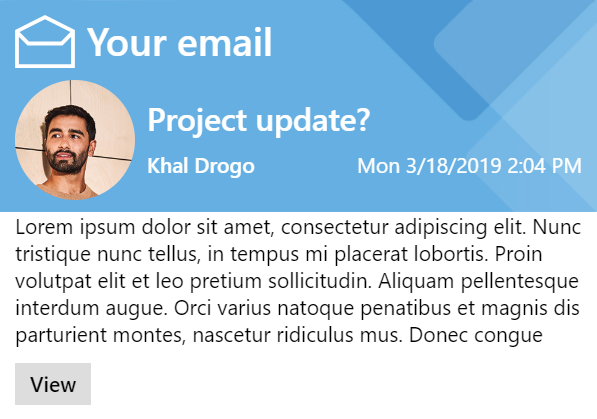 Your email
Project update?
Khal Drogo Mon 3/18/2019 2:04 PM
Lorem ipsum dolor sit amet, consectetur adipiscing elit. Nunc
tristique nunc tellus, in tempus mi placerat lobortis. Proin
volutpat elit et leo pretium sollicitudin. Aliquam pellentesque
interdum augue. Orci varius natoque penatibus et magnis dis
parturient montes, nascetur ridiculus mus. Donec congue
View